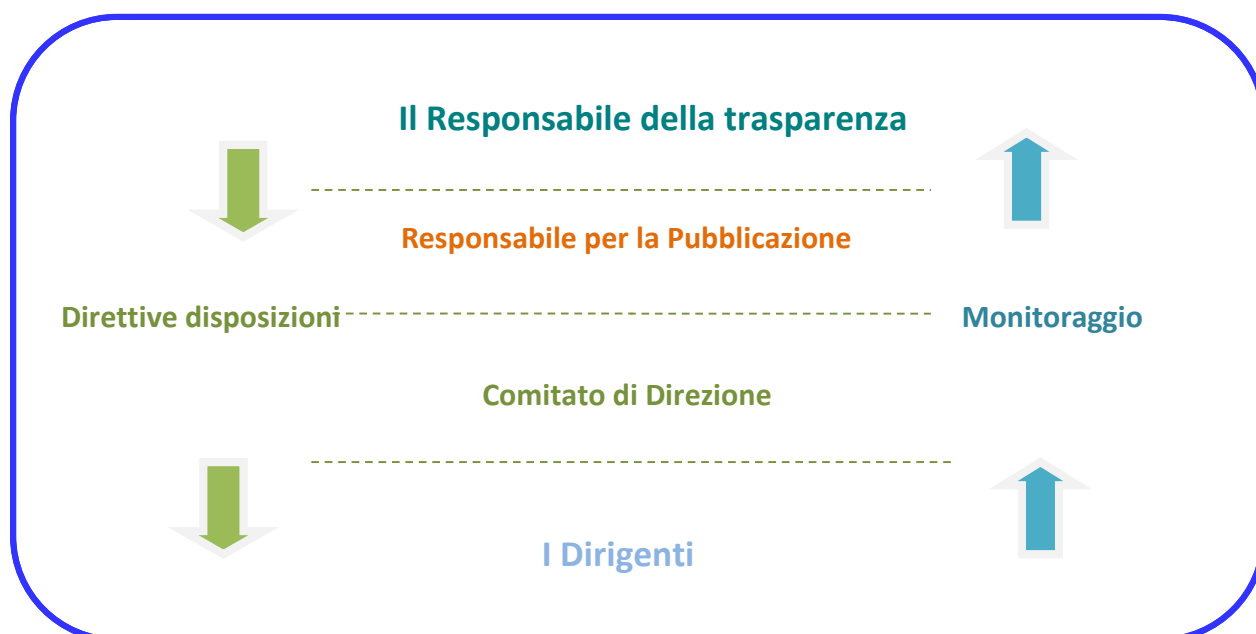 Il Responsabile della trasparenza
Responsabile per la Pubblicazione
Direttive disposizioni
Monitoraggio
Comitato di Direzione
I Dirigenti